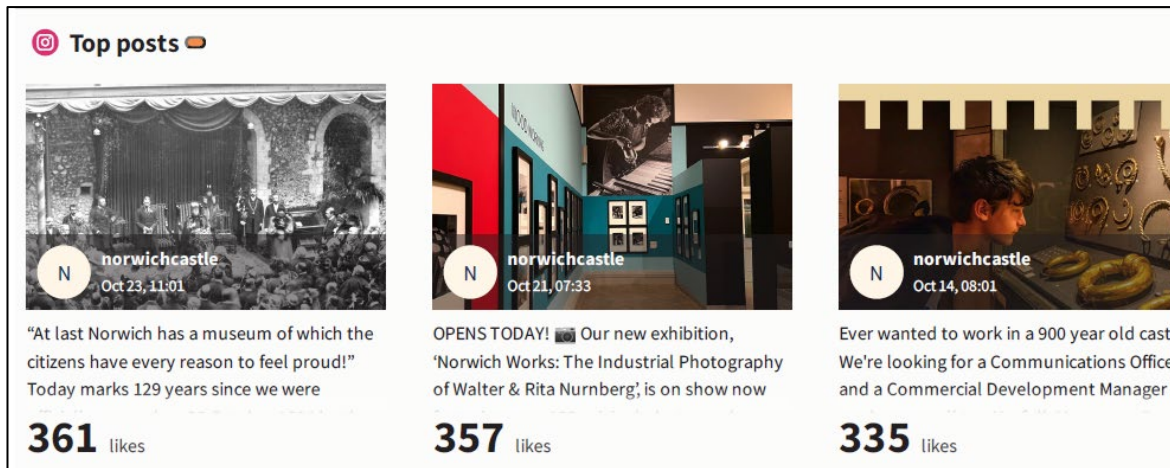 Top posts
WOOD WORKING
N
norwichcastle
Oct 23, 11:01
“At last Norwich has a museum of which the
citizens have every reason to feel proud!”
Today marks 129 years since we were
361 likes
N
norwichcastle
Oct 21, 07:33
OPENS TODAY! 📷 Our new exhibition,
‘Norwich Works: The Industrial Photography
of Walter & Rita Nurnberg’, is on show now
357 likes
N
norwichcastle
Oct 14, 08:01
Ever wanted to work in a 900 year old cast
We're looking for a Communications Office
and a Commercial Development Manager
335 likes